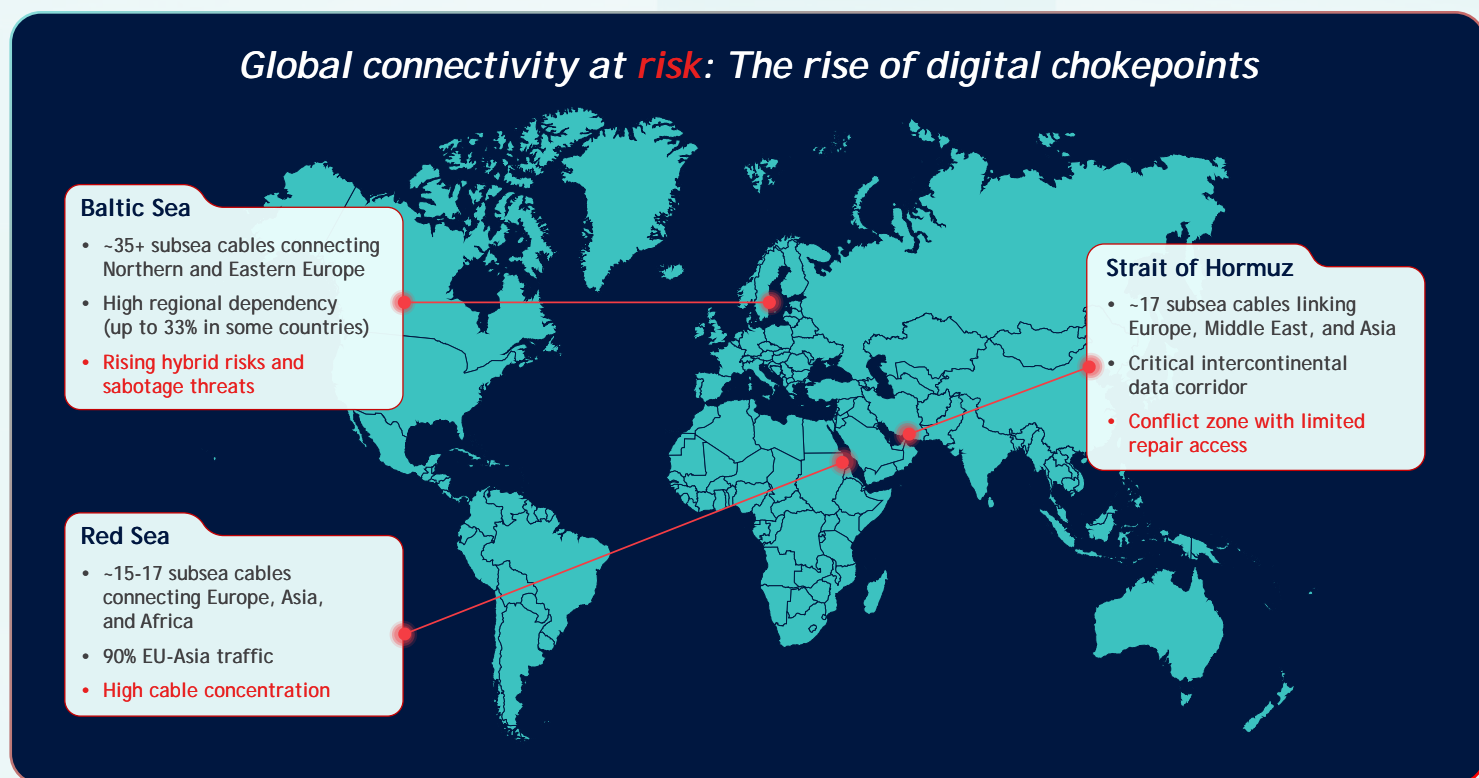 Global connectivity at risk: The rise of digital chokepoints
Baltic Sea
• ~35+ subsea cables connecting
Northern and Eastern Europe
• High regional dependency
(up to 33% in some countries)
• Rising hybrid risks and
sabotage threats
Strait of Hormuz
• ~17 subsea cables linking
Europe, Middle East, and Asia
• Critical intercontinental
data corridor
• Conflict zone with limited
repair access
Red Sea
• ~15-17 subsea cables
connecting Europe, Asia,
and Africa
• 90% EU-Asia traffic
• High cable concentration